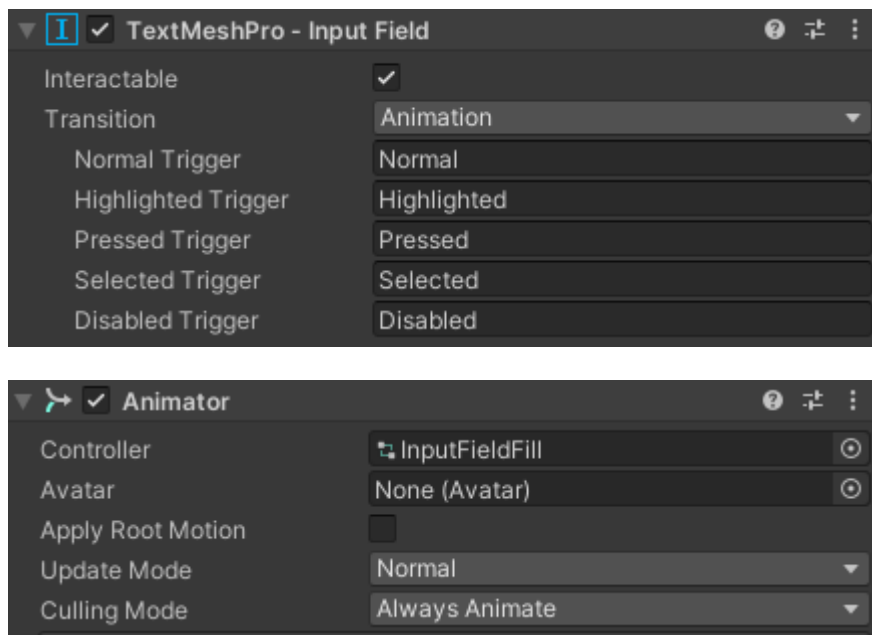 TextMeshPro - Input Field
Interactable
Transition Animation
Normal Trigger Normal
Highlighted Trigger Highlighted
Pressed Trigger Pressed
Selected Trigger Selected
Disabled Trigger Disabled
Animator
Controller InputFieldFill
Avatar None (Avatar)
Apply Root Motion
Update Mode Normal
Culling Mode Always Animate